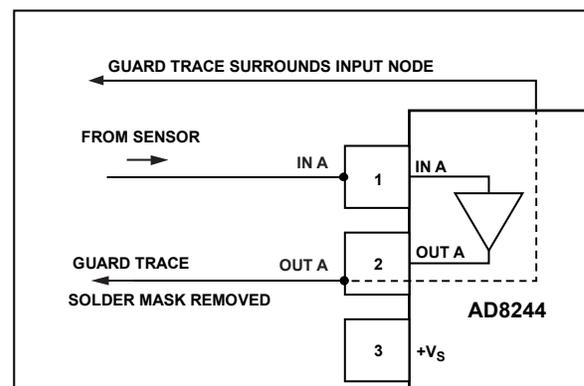 GUARD TRACE SURROUNDS INPUT NODE
FROM SENSOR
IN A
1
IN A
GUARD TRACE
OUT A
2
OUT A
SOLDER MASK REMOVED
AD8244
3
+VS